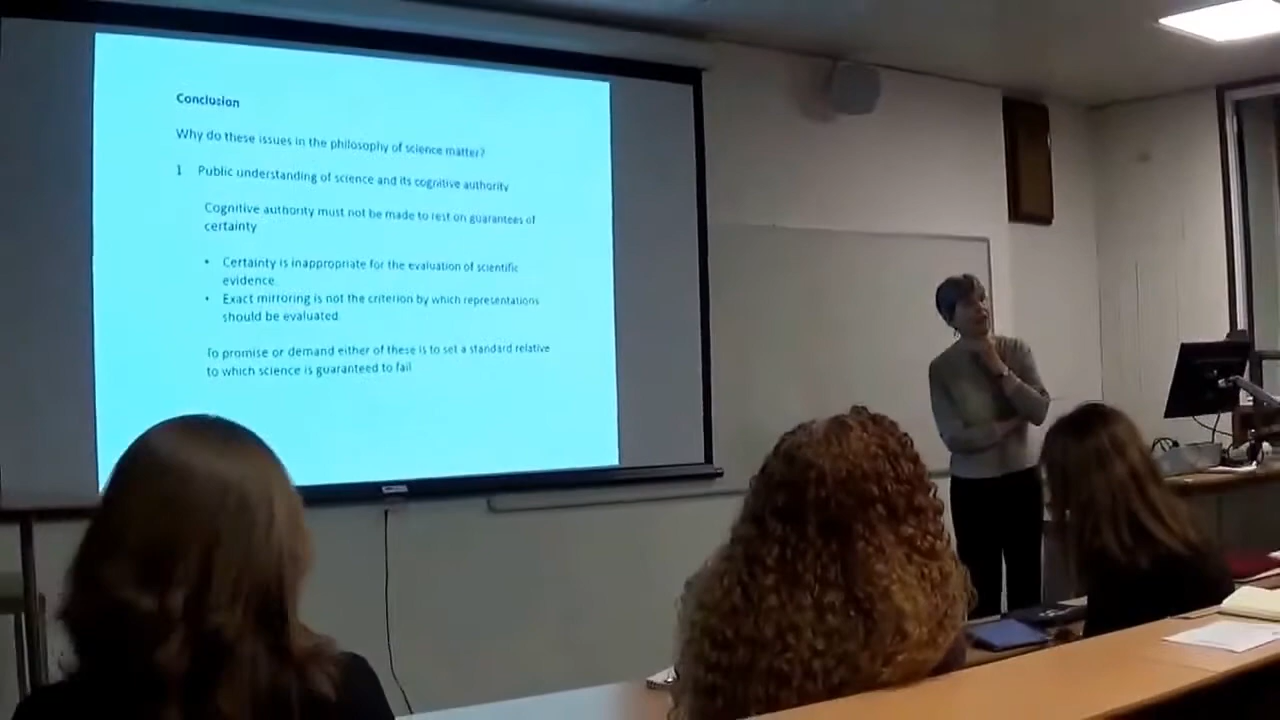 Conclusion
Why do these issues in the philosophy of science matter?
1 Public understanding of science and its cognitive authority
Cognitive authority must not be made to rest on guarantees of
certainty
• Certainty is inappropriate for the evaluation of scientific
evidence.
• Exact mirroring is not the criterion by which representations
should be evaluated.
To promise or demand either of these is to set a standard relative
to which science is guaranteed to fail